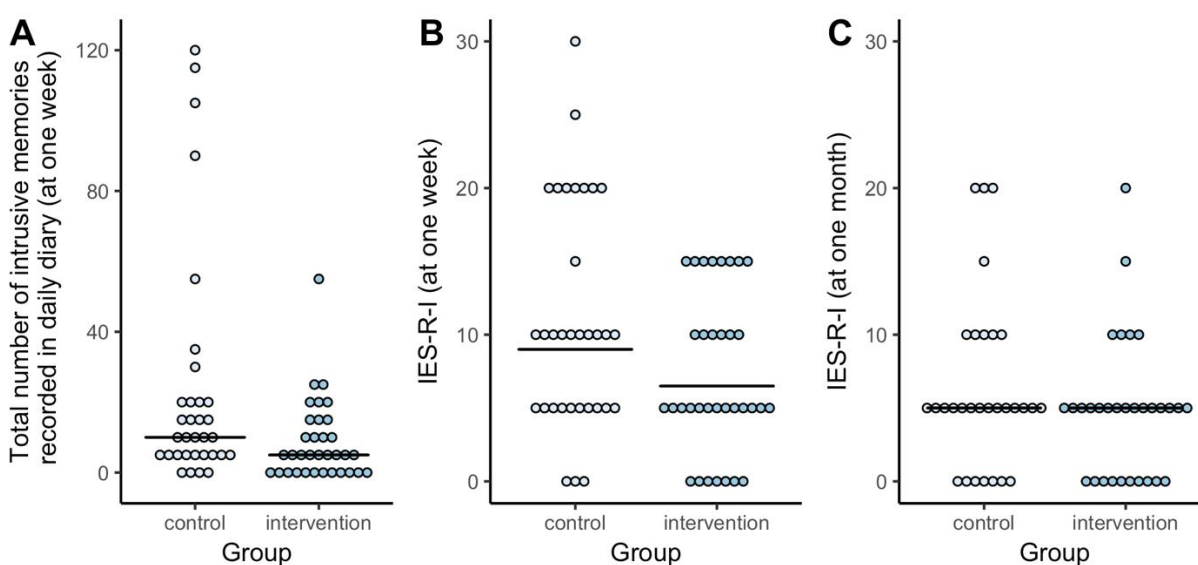 A
Total number of intrusive memories
recorded in daily diary (at one week)
120
80
40
0
control intervention
Group
B
IES-R-I (at one week)
30
20
10
0
control intervention
Group
C
IES-R-I (at one month)
30
20
10
0
control intervention
Group